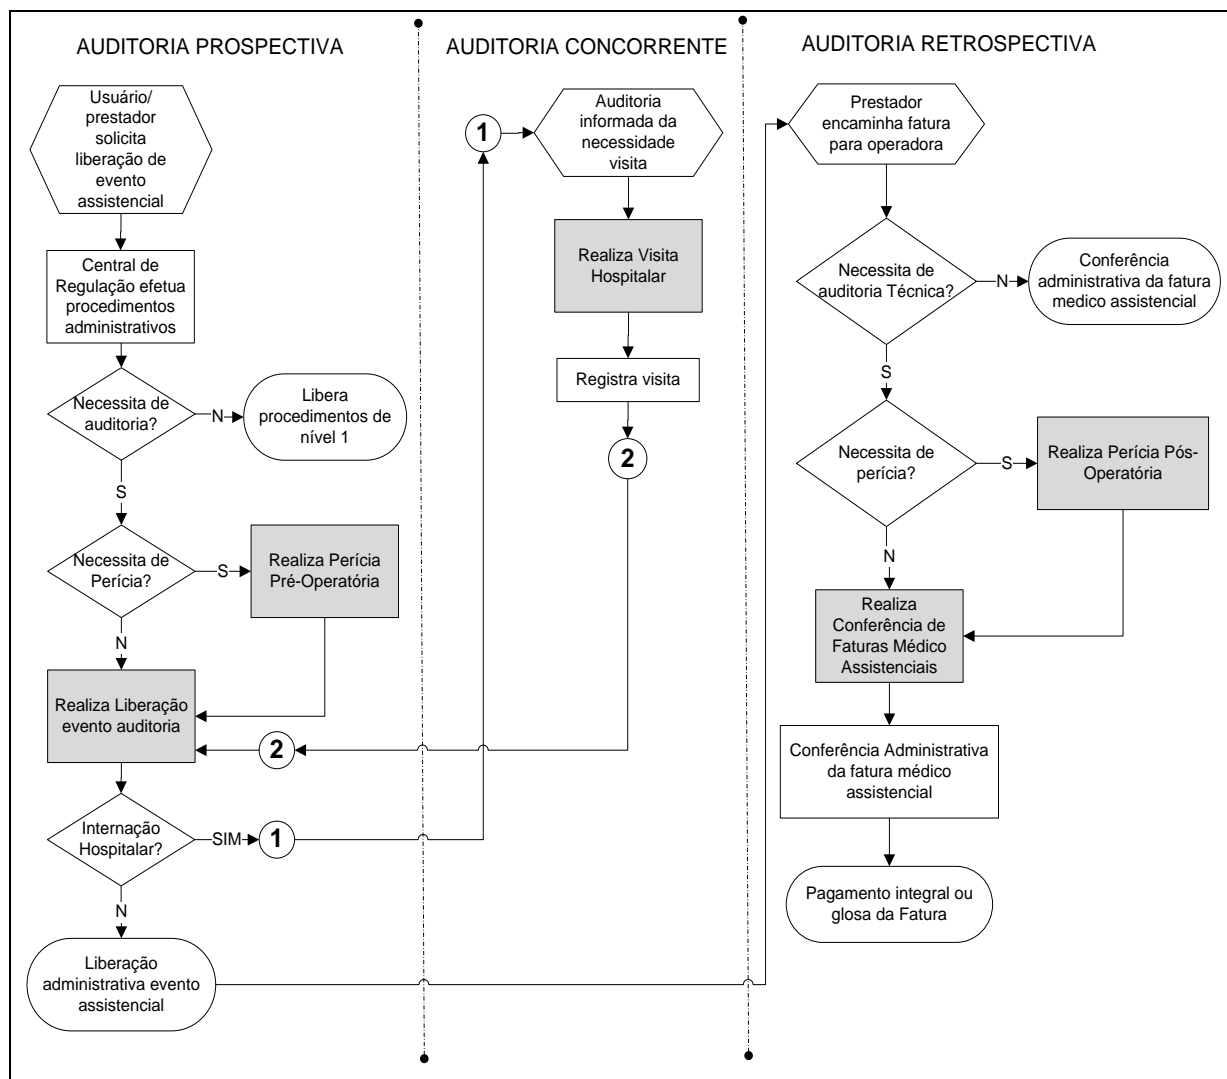 AUDITORIA PROSPECTIVA
Usuário/
prestador
solicita
liberação de
evento
assistencial
Central de
Regulação efetua
procedimentos
administrativos
Necessita de
auditoria?
N
Libera
procedimentos de
nível 1
S
Necessita de
Perícia?
S
Realiza Perícia
Pré-Operatória
N
Realiza Liberação
evento auditoria
2
Internação
Hospitalar?
SIM
1
N
Liberação
administrativa evento
assistencial
AUDITORIA CONCORRENTE
1
Auditoria
informada da
necessidade
visita
Realiza Visita
Hospitalar
Registra visita
2
AUDITORIA RETROSPECTIVA
Prestador
encaminha fatura
para operadora
Necessita de
auditoria Técnica?
N
Conferência
administrativa da fatura
medico assistencial
S
Necessita de
perícia?
S
Realiza Perícia Pós-
Operatória
N
Realiza
Conferência de
Faturas Médico
Assistenciais
Conferência Administrativa
da fatura médico
assistencial
Pagamento integral ou
glosa da Fatura